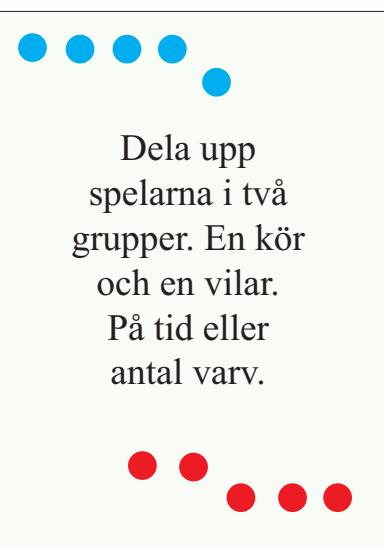 Dela upp
spelarna i två
grupper. En kör
och en vilar.
På tid eller
antal varv.